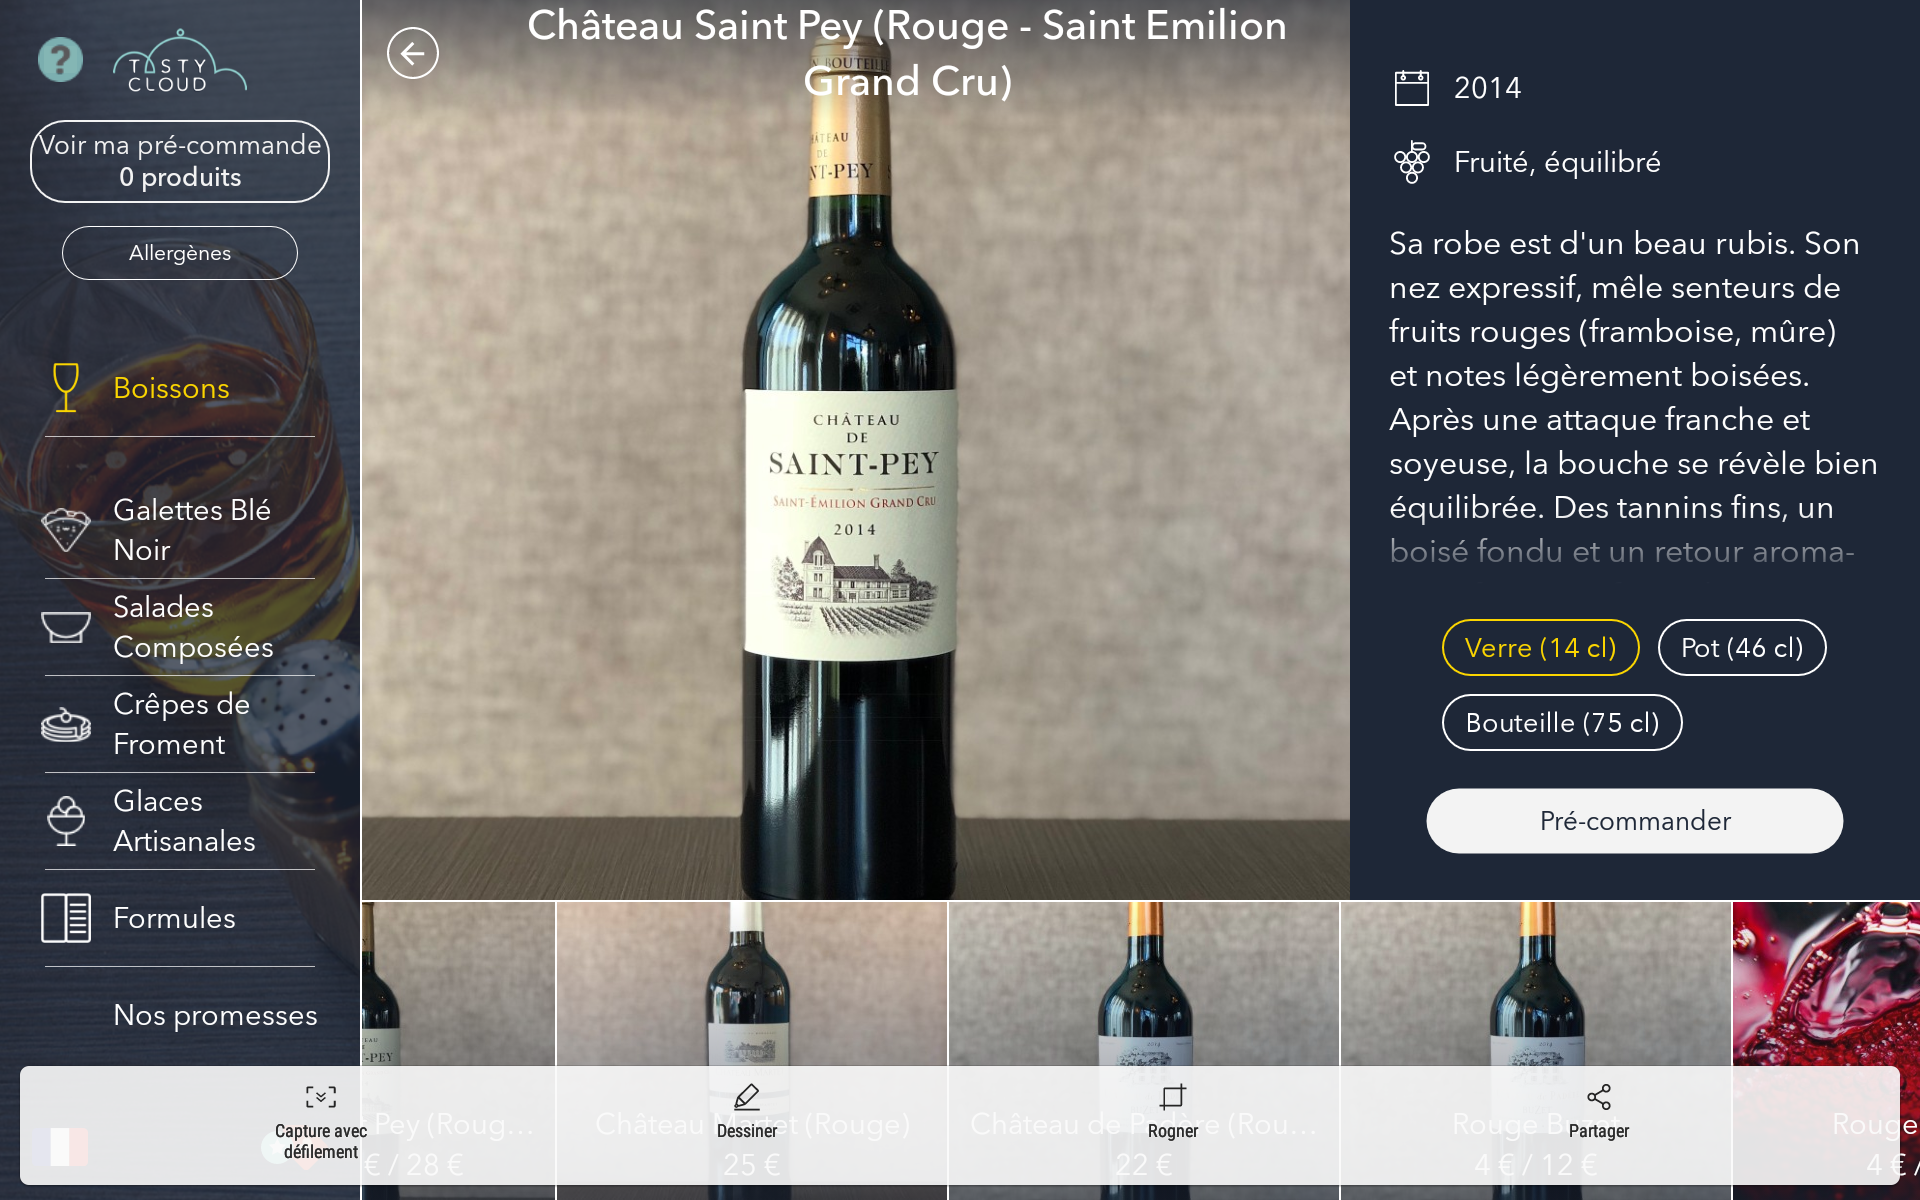 TASTY
CLOUD
Voir ma pré-commande
0 produits
Allergènes
Boissons
Galettes Blé
Noir
Salades
Composées
Crêpes de
Froment
Glaces
Artisanales
Formules
Nos promesses
Château Saint Pey (Rouge - Saint Emilion
Grand Cru)
BOUTEILLE
CHÂTEAU
DE
SAINT-PEY
SAINT-ÉMILION GRAND CRU
2014
2014
Fruité, équilibré
Sa robe est d'un beau rubis. Son
nez expressif, mêle senteurs de
fruits rouges (framboise, mûre)
et notes légèrement boisées.
Après une attaque franche et
soyeuse, la bouche se révèle bien
équilibrée. Des tannins fins, un
boisé fondu et un retour aroma-
Verre (14 cl)
Pot (46 cl)
Bouteille (75 cl)
Pré-commander
Pey (Roug...
€ / 28 €
Château (Rouge)
25 €
Château de (Rou...
22 €
Rouge
4 € / 12 €
Rouge
4 € /
Capture avec
défilement
Dessiner
Rogner
Partager